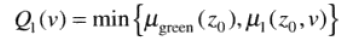 Q₁(v) = min{μ_green(z₀), μ₁(z₀, v)}